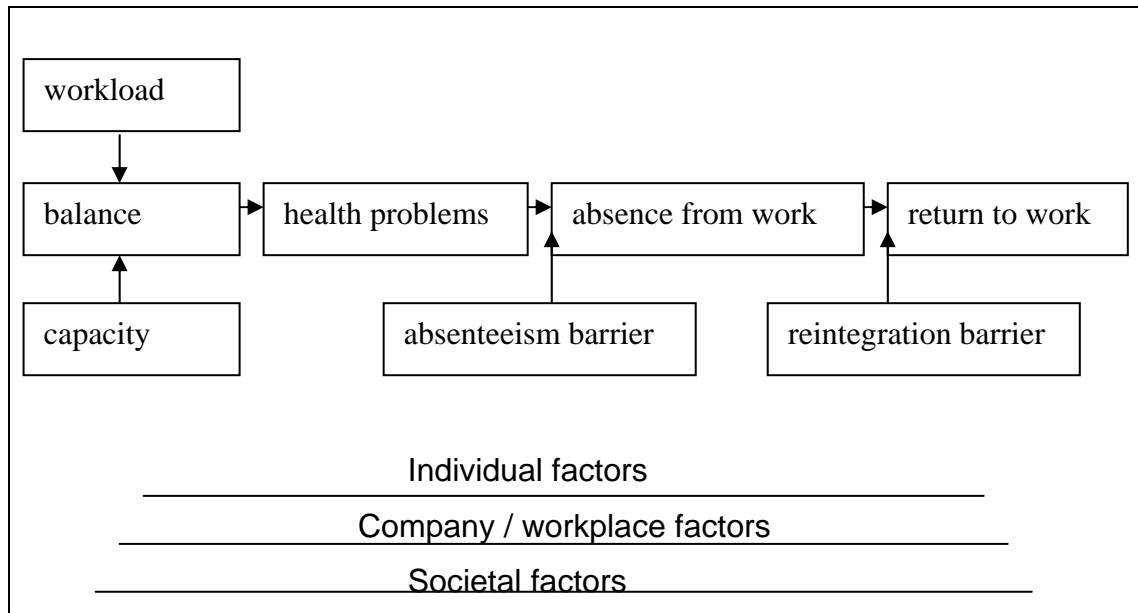 workload
balance
health problems
absence from work
return to work
capacity
absenteeism barrier
reintegration barrier
Individual factors
Company / workplace factors
Societal factors